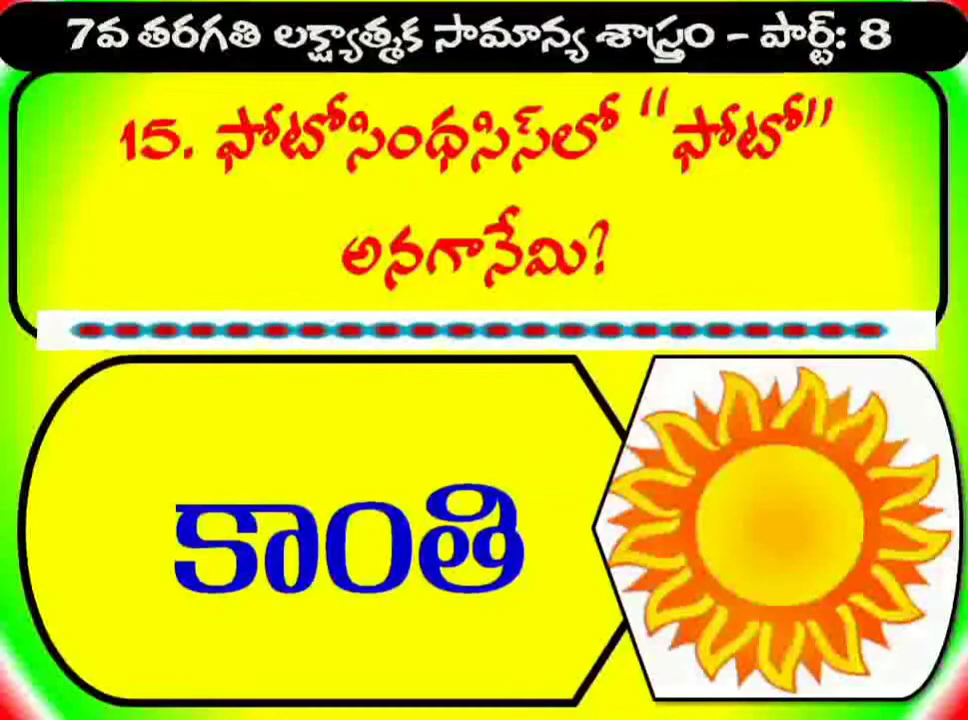 7వ తరగతి లక్ష్యాత్మక సామాన్య శాస్త్రం - పార్ట్: 8
15. ఫోటోసింథసిస్‌లో "ఫోటో"
అనగానేమి?
కాంతి